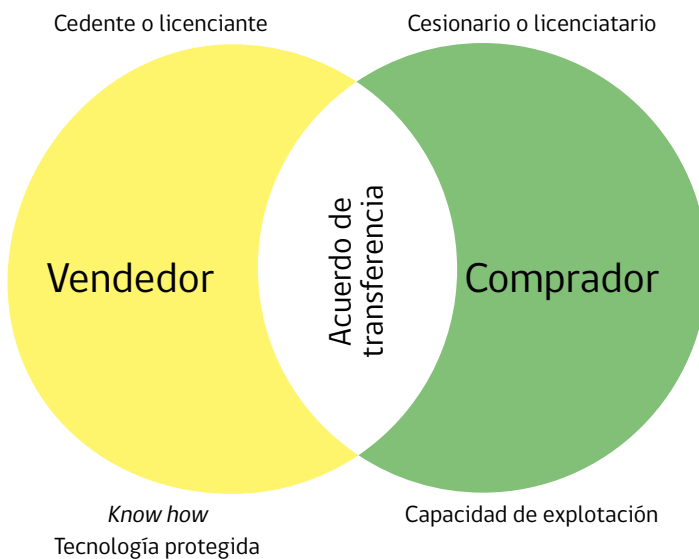 Cedente o licenciante
Cesionario o licenciatario
Vendedor
Acuerdo de
transferencia
Comprador
Know how
Tecnología protegida
Capacidad de explotación